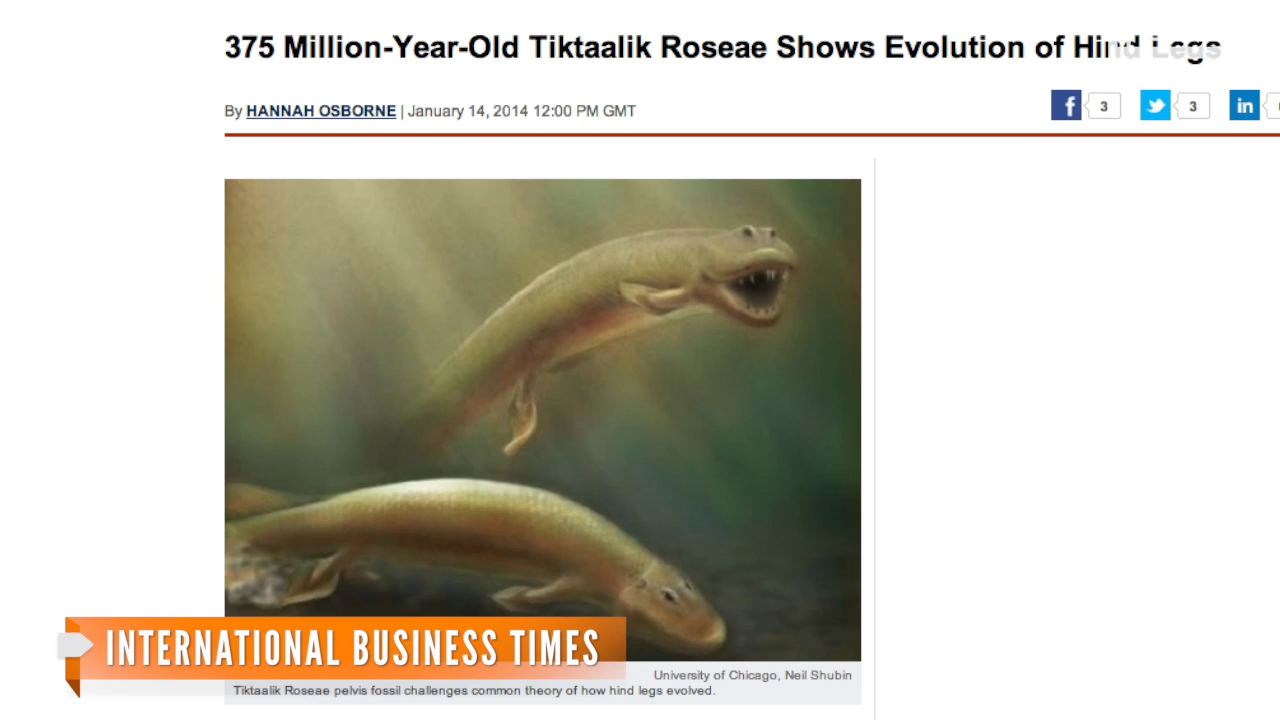 375 Million-Year-Old Tiktaalik Roseae Shows Evolution of Hind Legs
By HANNAH OSBORNE | January 14, 2014 12:00 PM GMT
f 3 3 in
INTERNATIONAL BUSINESS TIMES
University of Chicago, Neil Shubin
Tiktaalik Roseae pelvis fossil challenges common theory of how hind legs evolved.